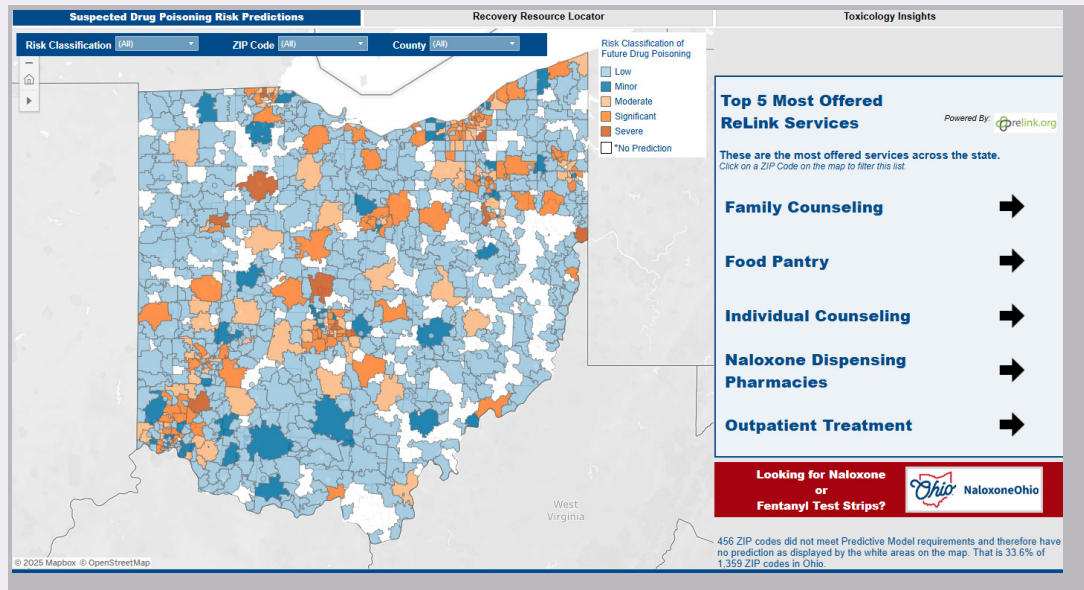 Suspected Drug Poisoning Risk Predictions
Recovery Resource Locator
Toxicology Insights
Risk Classification (All)
ZIP Code (All)
County (All)
Risk Classification of
Future Drug Poisoning
Low
Minor
Moderate
Significant
Severe
*No Prediction
West
Virginia
© 2025 Mapbox © OpenStreetMap
Top 5 Most Offered
ReLink Services
Powered By:
relink.org
These are the most offered services across the state.
Click on a ZIP Code on the map to filter this list.
Family Counseling
Food Pantry
Individual Counseling
Naloxone Dispensing
Pharmacies
Outpatient Treatment
Looking for Naloxone
or
Fentanyl Test Strips?
Ohio
NaloxoneOhio
456 ZIP codes did not meet Predictive Model requirements and therefore have
no prediction as displayed by the white areas on the map. That is 33.6% of
1,359 ZIP codes in Ohio.